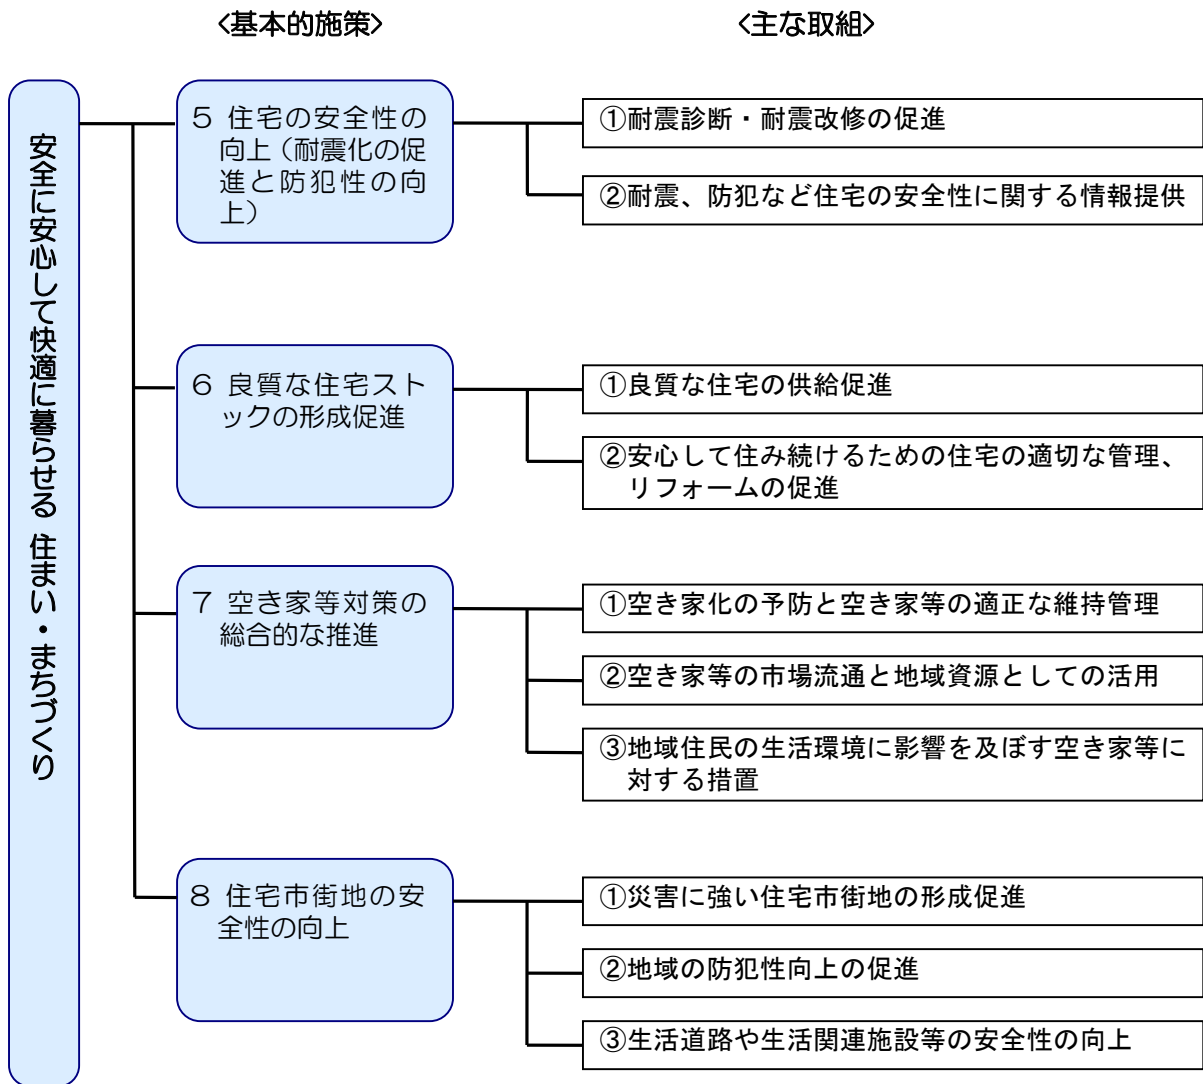 <基本的施策>
<主な取組>
安全に安心して快適に暮らせる 住まい・まちづくり
５ 住宅の安全性の
向上（耐震化の促
進と防犯性の向
上）
①耐震診断・耐震改修の促進
②耐震、防犯など住宅の安全性に関する情報提供
６ 良質な住宅スト
ックの形成促進
①良質な住宅の供給促進
②安心して住み続けるための住宅の適切な管理、
リフォームの促進
７ 空き家等対策の
総合的な推進
①空き家化の予防と空き家等の適正な維持管理
②空き家等の市場流通と地域資源としての活用
③地域住民の生活環境に影響を及ぼす空き家等に
対する措置
８ 住宅市街地の安
全性の向上
①災害に強い住宅市街地の形成促進
②地域の防犯性向上の促進
③生活道路や生活関連施設等の安全性の向上